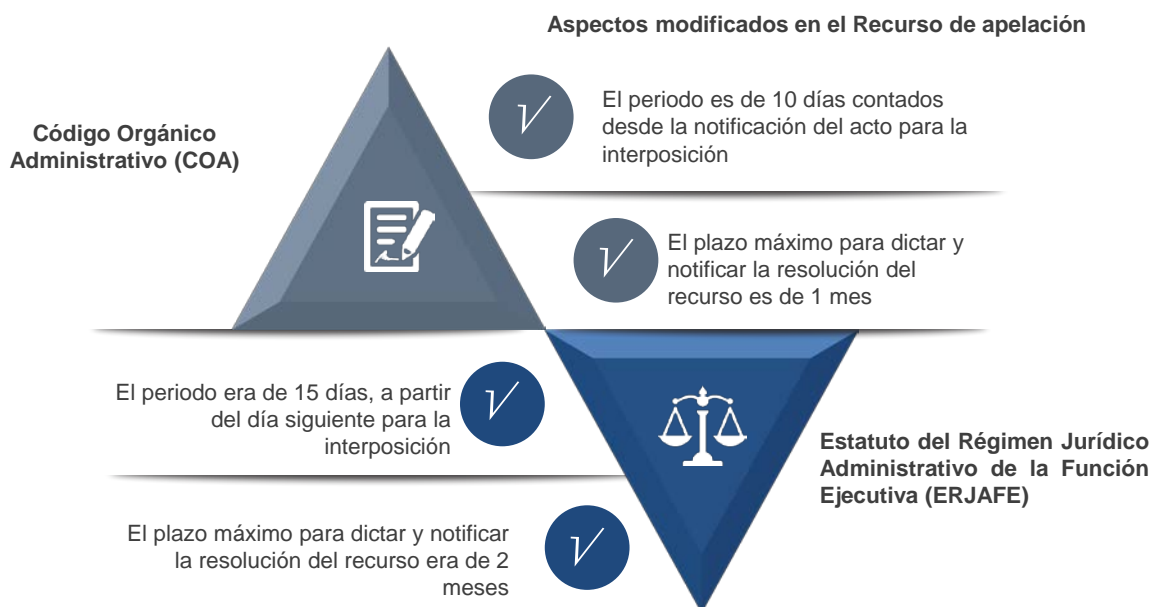 Aspectos modificados en el Recurso de apelación
Código Orgánico
Administrativo (COA)
El periodo es de 10 días contados
desde la notificación del acto para la
interposición
El plazo máximo para dictar y
notificar la resolución del
recurso es de 1 mes
El periodo era de 15 días, a partir
del día siguiente para la
interposición
Estatuto del Régimen Jurídico
Administrativo de la Función
Ejecutiva (ERJAFE)
El plazo máximo para dictar y notificar
la resolución del recurso era de 2
meses